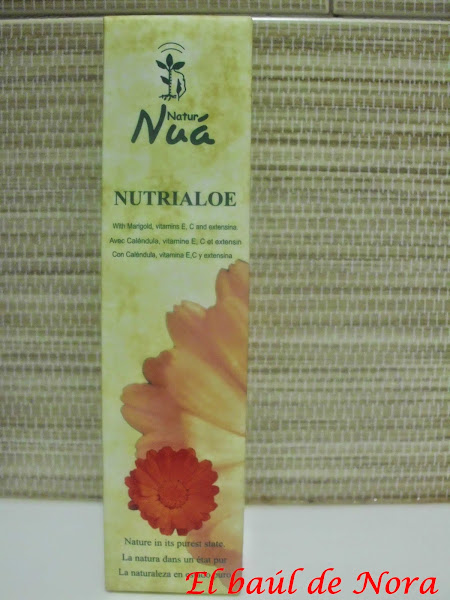 Natur
Nuá
NUTRIALOE
With Marigold, vitamins E, C and extensina.
Avec Caléndula, vitamine E; C et extensin
Con Caléndula, vitamina E,C y extensina
Nature in its purest state.
La natura dans un état pur
La naturaleza en
El baúl de Nora